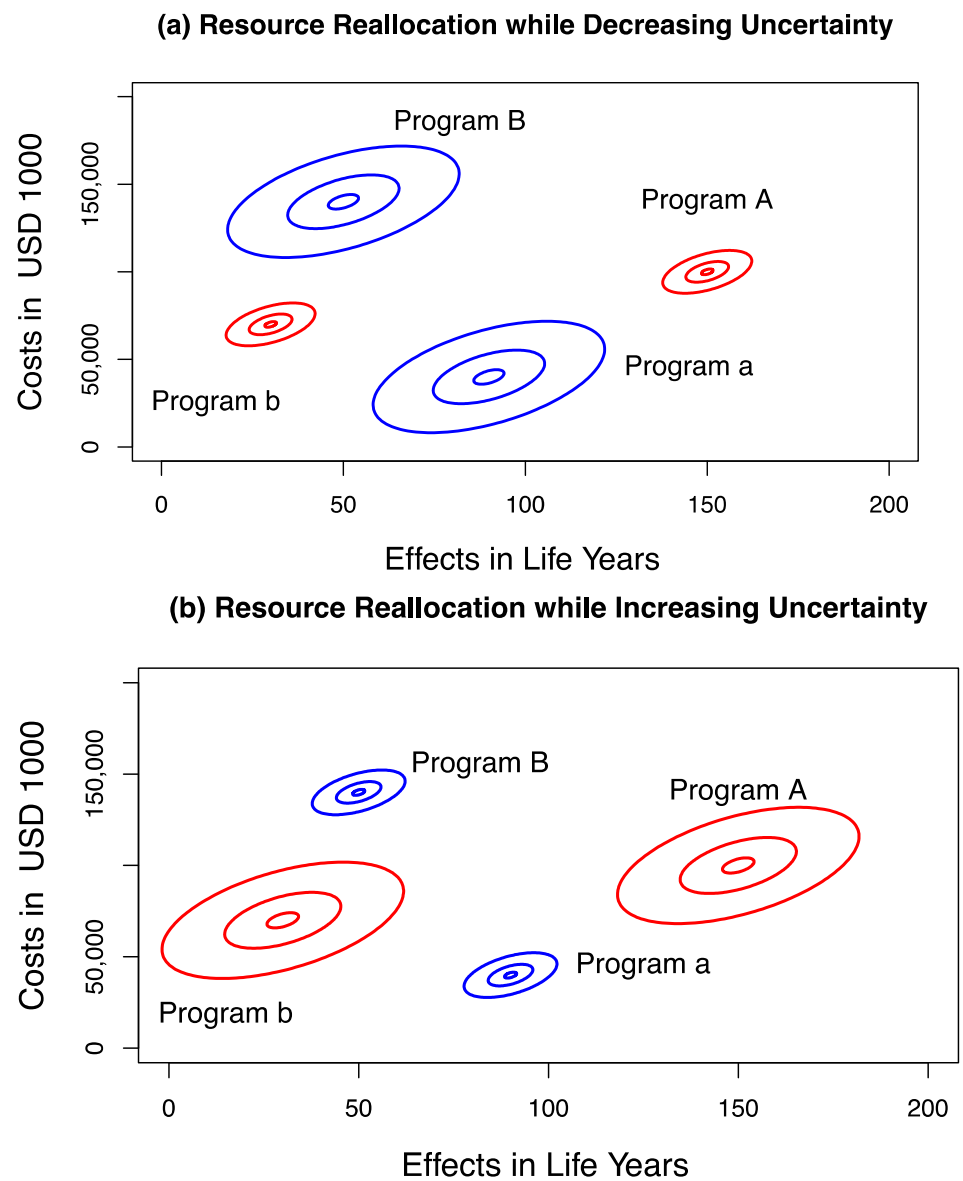 (a) Resource Reallocation while Decreasing Uncertainty
Program B
Program A
Program a
Program b
Costs in USD 1000
150,000
50,000
0
0 50 100 150 200
Effects in Life Years
(b) Resource Reallocation while Increasing Uncertainty
Program B
Program A
Program a
Program b
Costs in USD 1000
150,000
50,000
0
0 50 100 150 200
Effects in Life Years